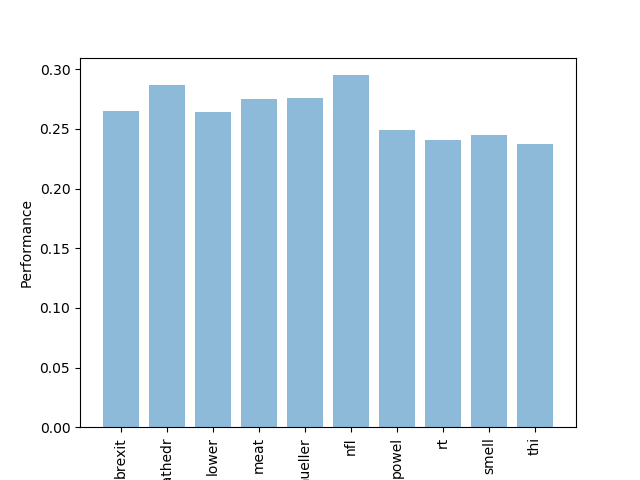 0.30
0.25
0.20
0.15
0.10
0.05
0.00
Performance
brexit
athedr
lower
meat
ueller
nfl
powel
rt
smell
thi